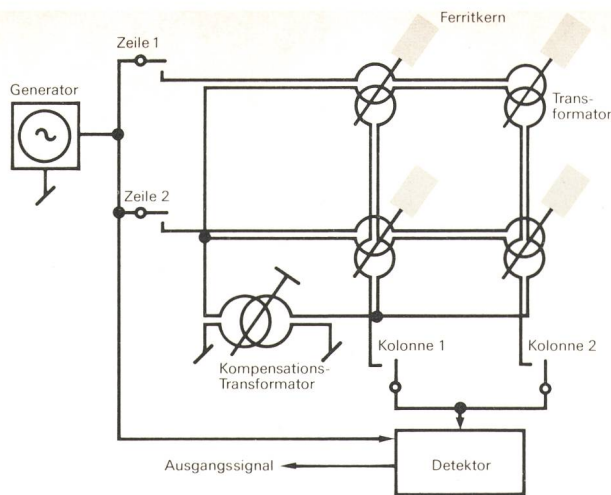 Ferritkern
Zeile 1
Generator
Trans-
formator
Zeile 2
Kompensations-
Transformator
Kolonne 1
Kolonne 2
Ausgangssignal
Detektor